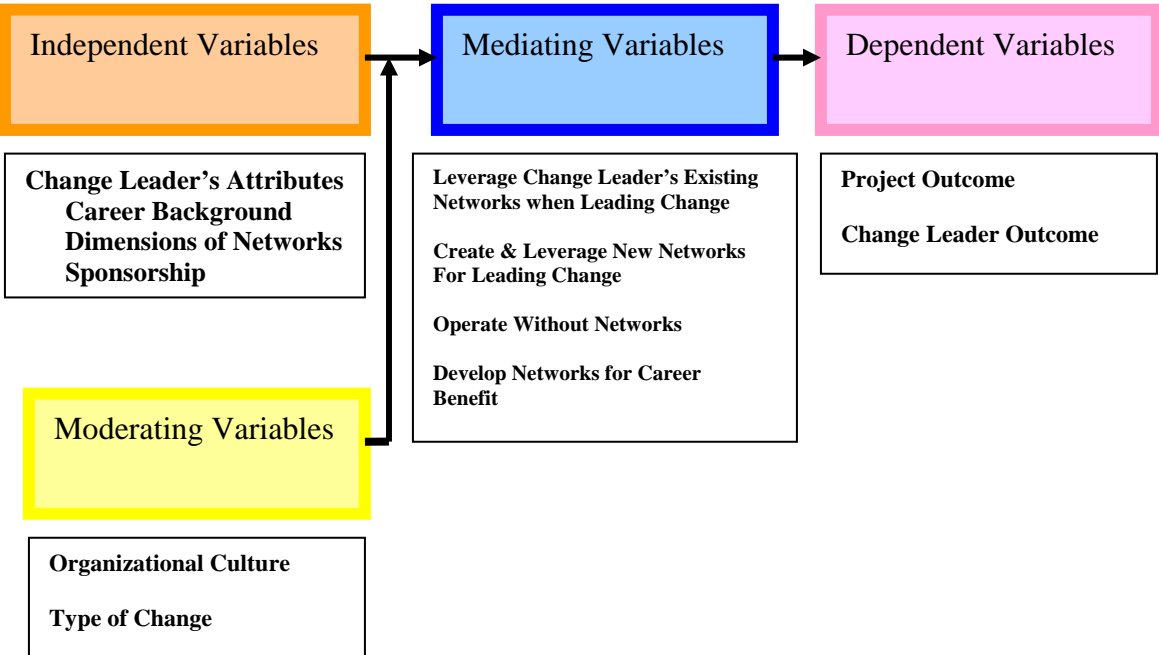 Independent Variables
Mediating Variables
Dependent Variables
Change Leader's Attributes
Career Background
Dimensions of Networks
Sponsorship
Leverage Change Leader's Existing
Networks when Leading Change
Create & Leverage New Networks
For Leading Change
Operate Without Networks
Develop Networks for Career
Benefit
Project Outcome
Change Leader Outcome
Moderating Variables
Organizational Culture
Type of Change